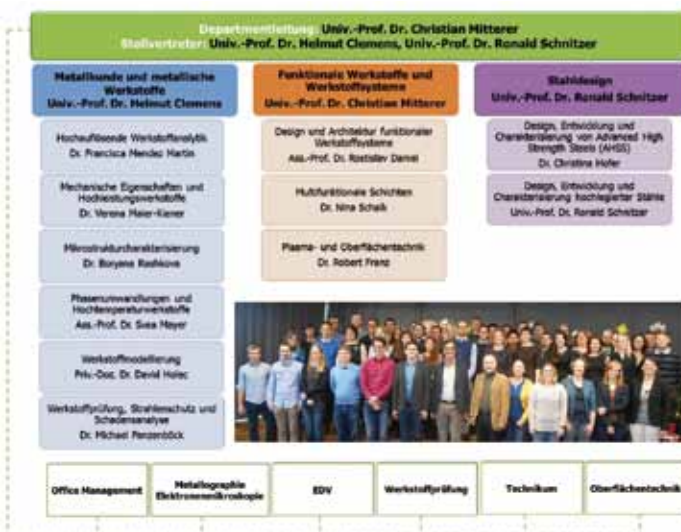 Departmentleitung: Univ.-Prof. Dr. Christian Mitterer
Stellvertreter: Univ.-Prof. Dr. Helmut Clemens, Univ.-Prof. Dr. Ronald Schnitzer
Metallkunde und metallische
Werkstoffe
Univ.-Prof. Dr. Helmut Clemens
Hochauflösende Werkstoffanalytik
Dr. Francisca Mendez Martin
Mechanische Eigenschaften und
Hochleistungswerkstoffe
Dr. Verena Maier-Kiener
Mikrostrukturcharakterisierung
Dr. Boryana Rashkova
Phasenumwandlungen und
Hochtemperaturwerkstoffe
Ass.-Prof. Dr. Svea Mayer
Werkstoffmodellierung
Priv.-Doz. Dr. David Holec
Werkstoffprüfung, Strahlenschutz und
Schadensanalyse
Dr. Michael Panzenböck
Funktionale Werkstoffe und
Werkstoffsysteme
Univ.-Prof. Dr. Christian Mitterer
Design und Architektur funktionaler
Werkstoffsysteme
Ass.-Prof. Dr. Rostislav Daniel
Multifunktionale Schichten
Dr. Nina Schalk
Plasma- und Oberflächentechnik
Dr. Robert Franz
Stahldesign
Univ.-Prof. Dr. Ronald Schnitzer
Design, Entwicklung und
Charakterisierung von Advanced High
Strength Steels (AHSS)
Dr. Christina Hofer
Design, Entwicklung und
Charakterisierung hochlegierter Stähle
Univ.-Prof. Dr. Ronald Schnitzer
Office Management
Metallographie
Elektronenmikroskopie
EDV
Werkstoffprüfung
Technikum
Oberflächentechnik